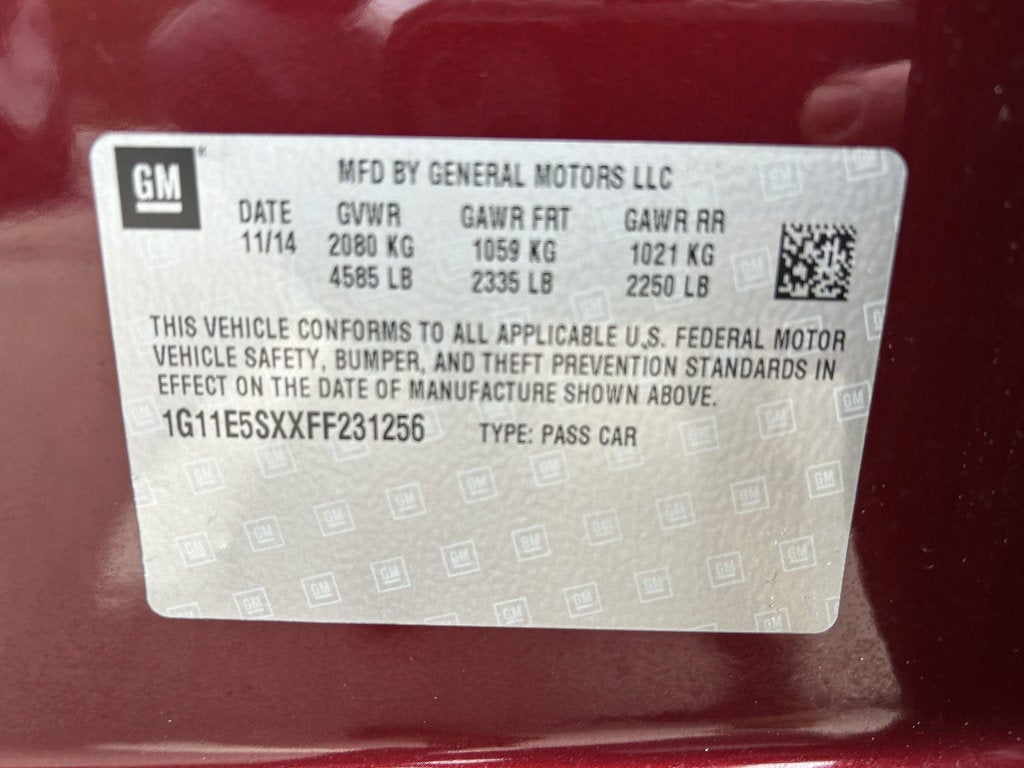 GM®
MFD BY GENERAL MOTORS LLC
DATE GVWR GAWR FRT GAWR RR
11/14 2080 KG 1059 KG 1021 KG
4585 LB 2335 LB 2250 LB
THIS VEHICLE CONFORMS TO ALL APPLICABLE U.S. FEDERAL MOTOR
VEHICLE SAFETY, BUMPER, AND THEFT PREVENTION STANDARDS IN
EFFECT ON THE DATE OF MANUFACTURE SHOWN ABOVE.
1G11E5SXXFF231256 TYPE: PASS CAR